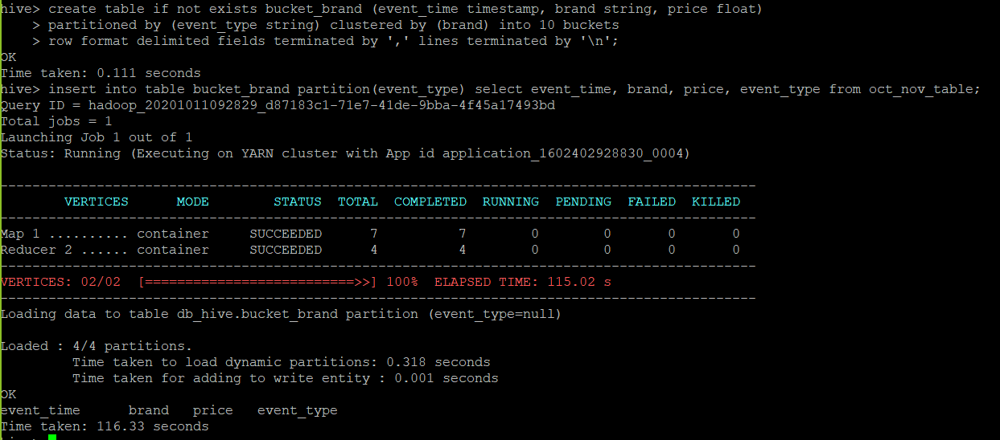 hive> create table if not exists bucket_brand (event_time timestamp, brand string, price float)
    > partitioned by (event_type string) clustered by (brand) into 10 buckets
    > row format delimited fields terminated by ',' lines terminated by '\n';
OK
Time taken: 0.111 seconds
hive> insert into table bucket_brand partition(event_type) select event_time, brand, price, event_type from oct_nov_table;
Query ID = hadoop_20201011092829_d87183c1-71e7-41de-9bba-4f45a17493bd
Total jobs = 1
Launching Job 1 out of 1
Status: Running (Executing on YARN cluster with App id application_1602402928830_0004)
----------------------------------------------------------------------------------------------
        VERTICES      MODE        STATUS  TOTAL  COMPLETED  RUNNING  PENDING  FAILED  KILLED
----------------------------------------------------------------------------------------------
Map 1 .......... container     SUCCEEDED      7          7        0        0       0       0
Reducer 2 ...... container     SUCCEEDED      4          4        0        0       0       0
----------------------------------------------------------------------------------------------
VERTICES: 02/02  [==========================>>] 100%  ELAPSED TIME: 115.02 s
----------------------------------------------------------------------------------------------
Loading data to table db_hive.bucket_brand partition (event_type=null)
Loaded : 4/4 partitions.
         Time taken to load dynamic partitions: 0.318 seconds
         Time taken for adding to write entity : 0.001 seconds
OK
event_time      brand   price   event_type
Time taken: 116.33 seconds